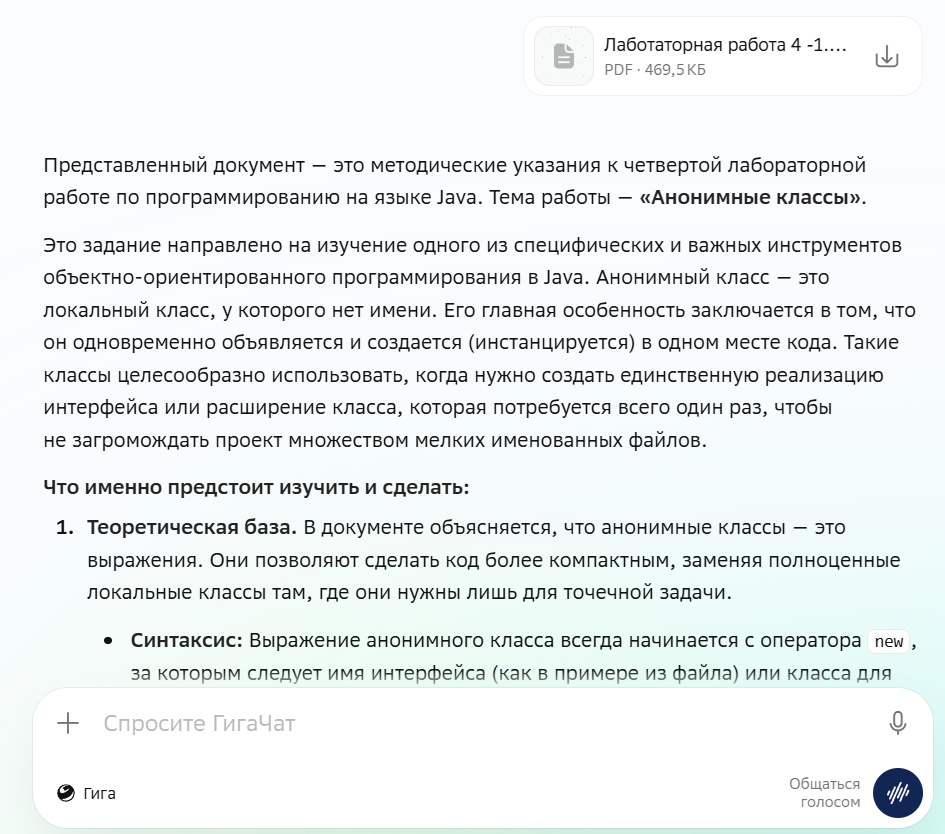 Лаботаторная работа 4 -1....
PDF · 469,5 КБ
Представленный документ — это методические указания к четвертой лабораторной
работе по программированию на языке Java. Тема работы — «Анонимные классы».
Это задание направлено на изучение одного из специфических и важных инструментов
объектно-ориентированного программирования в Java. Анонимный класс — это
локальный класс, у которого нет имени. Его главная особенность заключается в том, что
он одновременно объявляется и создается (инстанцируется) в одном месте кода. Такие
классы целесообразно использовать, когда нужно создать единственную реализацию
интерфейса или расширение класса, которая потребуется всего один раз, чтобы
не загромождать проект множеством мелких именованных файлов.
Что именно предстоит изучить и сделать:
1. Теоретическая база. В документе объясняется, что анонимные классы — это
выражения. Они позволяют сделать код более компактным, заменяя полноценные
локальные классы там, где они нужны лишь для точечной задачи.
• Синтаксис: Выражение анонимного класса всегда начинается с оператора new,
за которым следует имя интерфейса (как в примере из файла) или класса для
Спросите ГигаЧат
Гига
Общаться
голосом